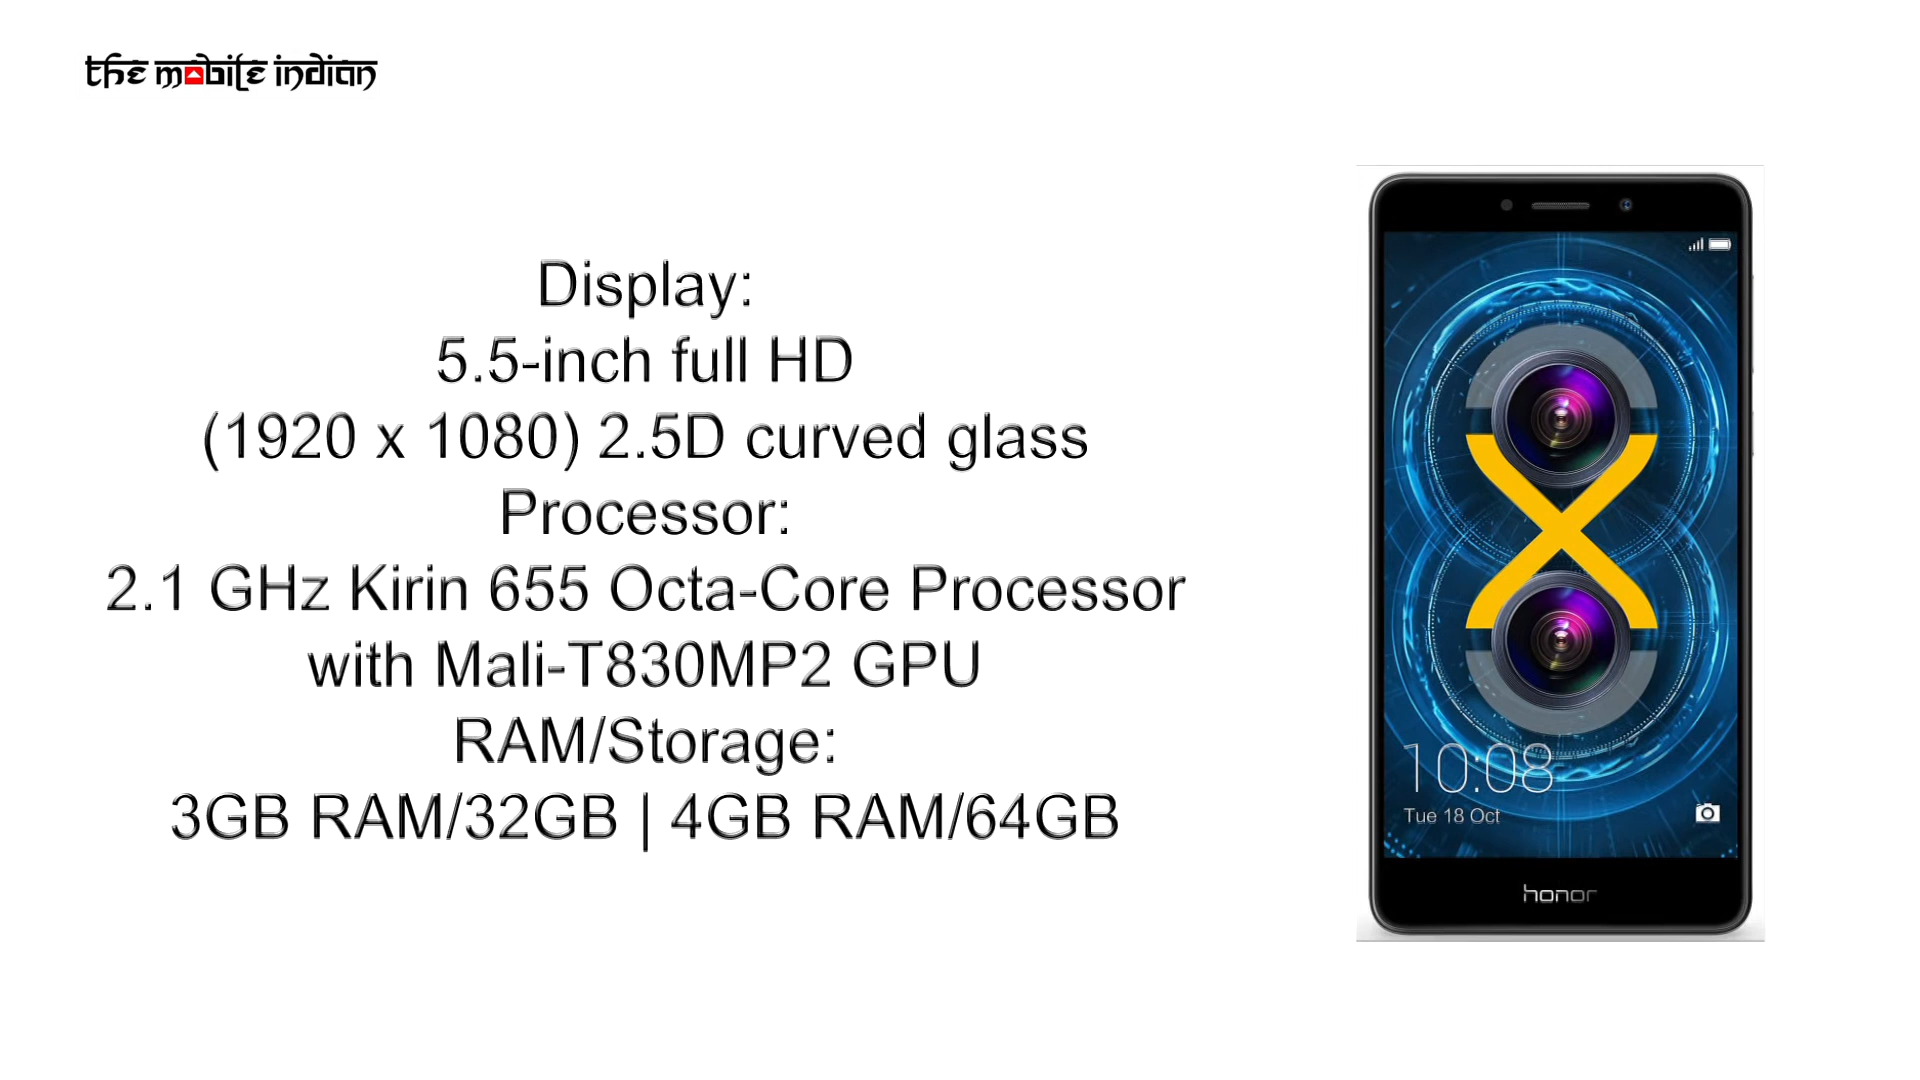 the mobile indian
Display:
5.5-inch full HD
(1920 x 1080) 2.5D curved glass
Processor:
2.1 GHz Kirin 655 Octa-Core Processor
with Mali-T830MP2 GPU
RAM/Storage:
3GB RAM/32GB | 4GB RAM/64GB
10:08
Tue 18 Oct
honor